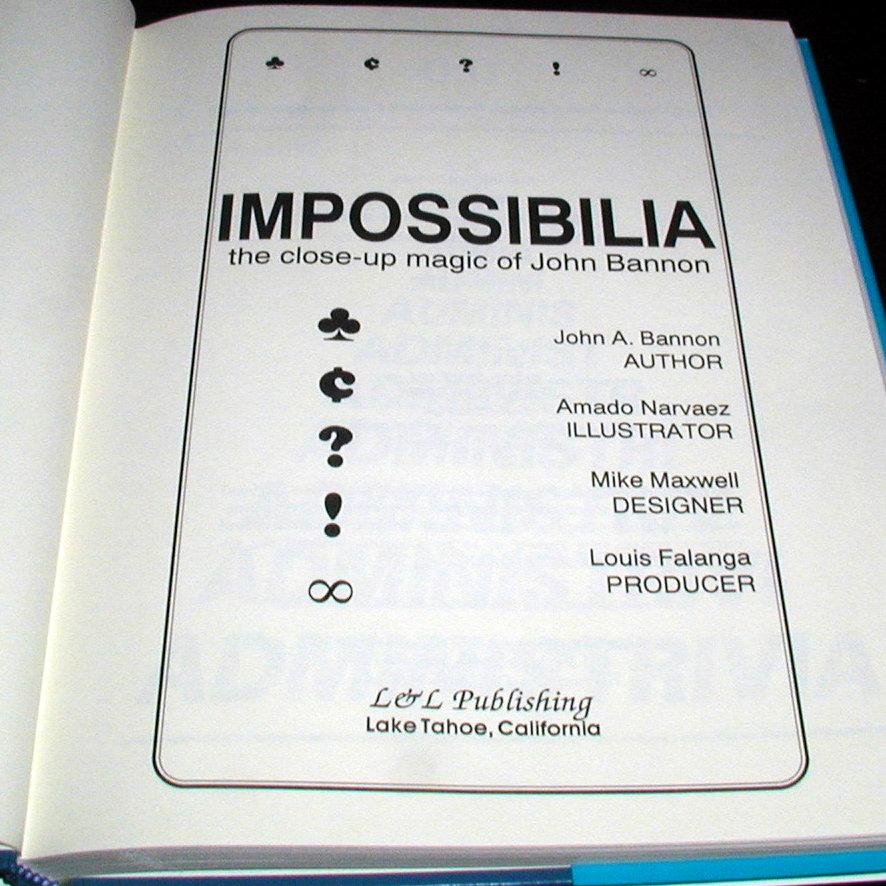 ♣ ¢ ? ! ∞
IMPOSSIBILIA
the close-up magic of John Bannon
♣
¢
?
!
∞
John A. Bannon
AUTHOR
Amado Narvaez
ILLUSTRATOR
Mike Maxwell
DESIGNER
Louis Falanga
PRODUCER
L&L Publishing
Lake Tahoe, California